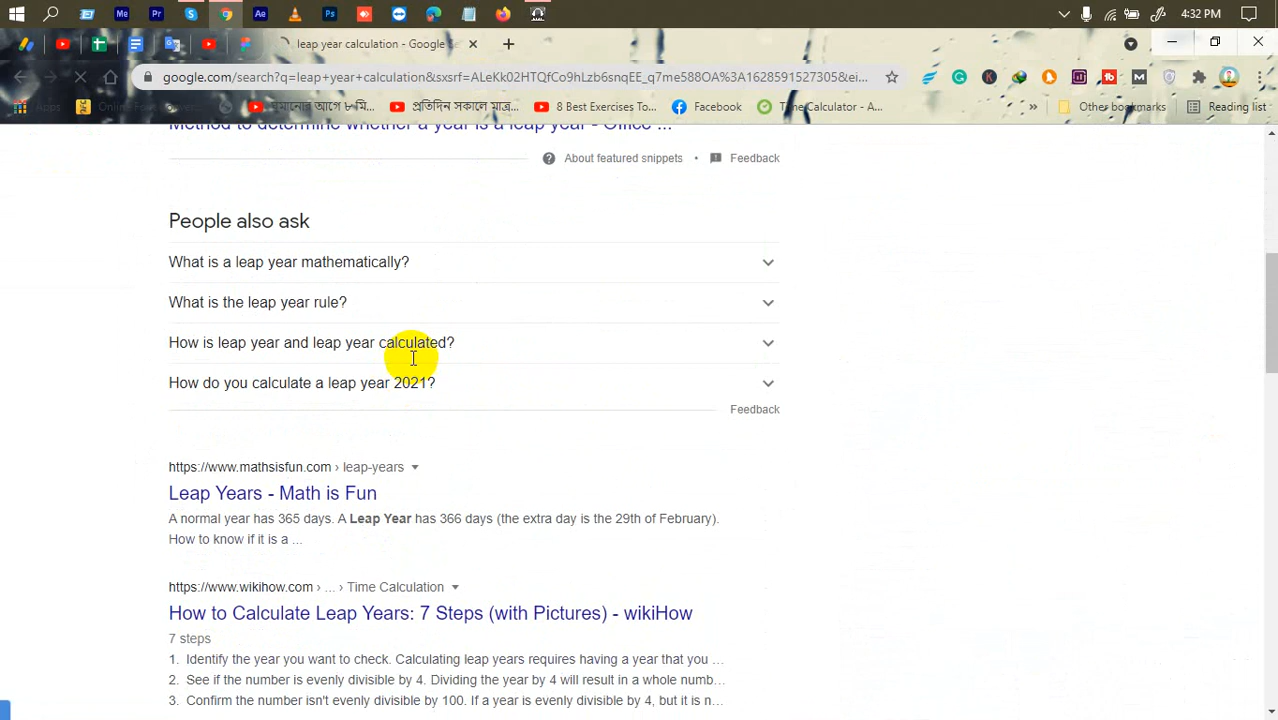 4:32 PM
leap year calculation - Google Se
google.com/search?q=leap+year+calculation&sxsrf=ALeKk02HTQfCo9hLzb6snqEE_q7me588OA%3A1628591527305&ei...
Apps
ঘুমানোর আগে ৮মি...
প্রতিদিন সকালে মাত্র...
8 Best Exercises To...
Facebook
Time Calculator - A...
Other bookmarks
Reading list
Method to determine whether a year is a leap year - Office ...
About featured snippets • Feedback
People also ask
What is a leap year mathematically?
What is the leap year rule?
How is leap year and leap year calculated?
How do you calculate a leap year 2021?
Feedback
https://www.mathsisfun.com › leap-years
Leap Years - Math is Fun
A normal year has 365 days. A Leap Year has 366 days (the extra day is the 29th of February).
How to know if it is a ...
https://www.wikihow.com › ... › Time Calculation
How to Calculate Leap Years: 7 Steps (with Pictures) - wikiHow
7 steps
1. Identify the year you want to check. Calculating leap years requires having a year that you ...
2. See if the number is evenly divisible by 4. Dividing the year by 4 will result in a whole numb...
3. Confirm the number isn't evenly divisible by 100. If a year is evenly divisible by 4, but it is n...